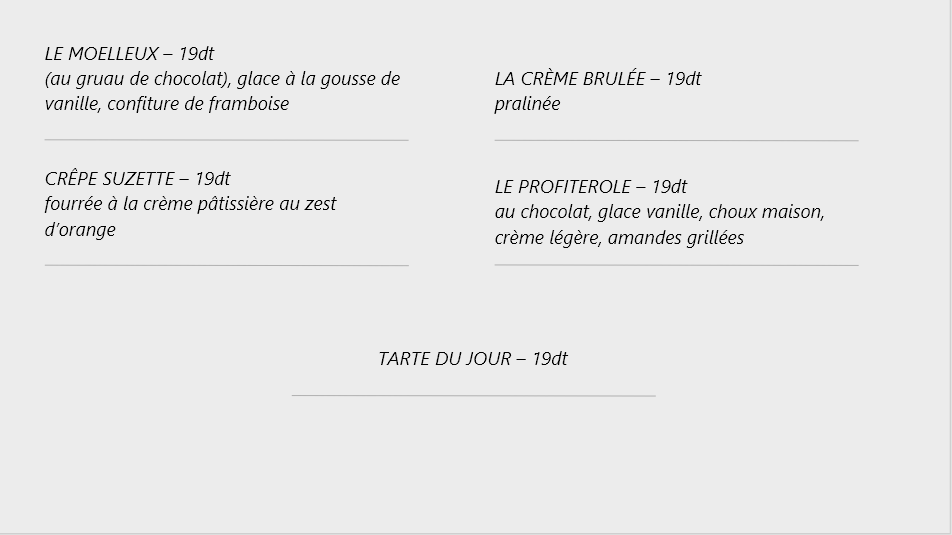 LE MOELLEUX – 19dt
(au gruau de chocolat), glace à la gousse de
vanille, confiture de framboise
CRÊPE SUZETTE – 19dt
fourrée à la crème pâtissière au zest
d’orange
LA CRÈME BRULÉE – 19dt
pralinée
LE PROFITEROLE – 19dt
au chocolat, glace vanille, choux maison,
crème légère, amandes grillées
TARTE DU JOUR – 19dt